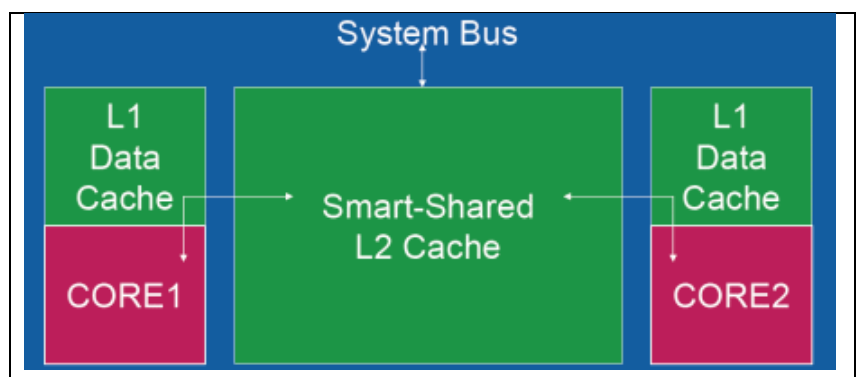 System Bus
L1
Data
Cache
CORE1
Smart-Shared
L2 Cache
L1
Data
Cache
CORE2